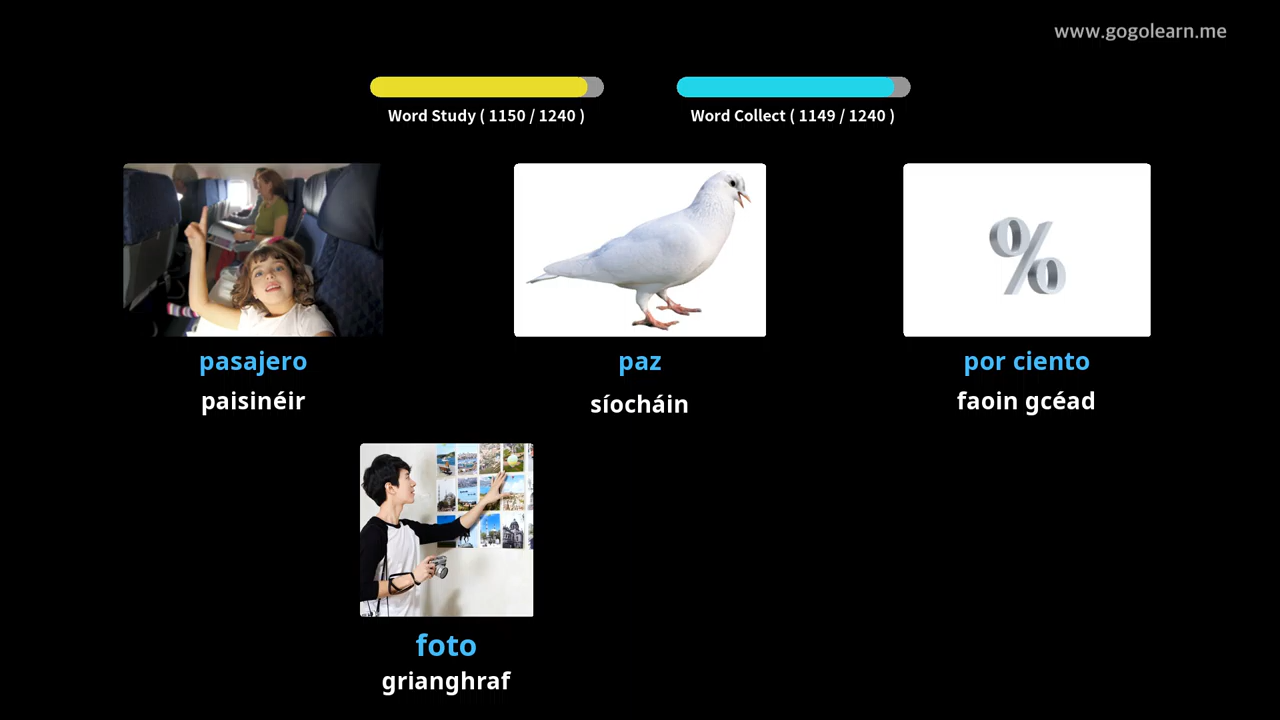 www.gogolearn.me
Word Study ( 1150 / 1240 )
Word Collect ( 1149 / 1240 )
%
pasajero
paz
por ciento
paisinéir
síocháin
faoin gcéad
foto
grianghraf